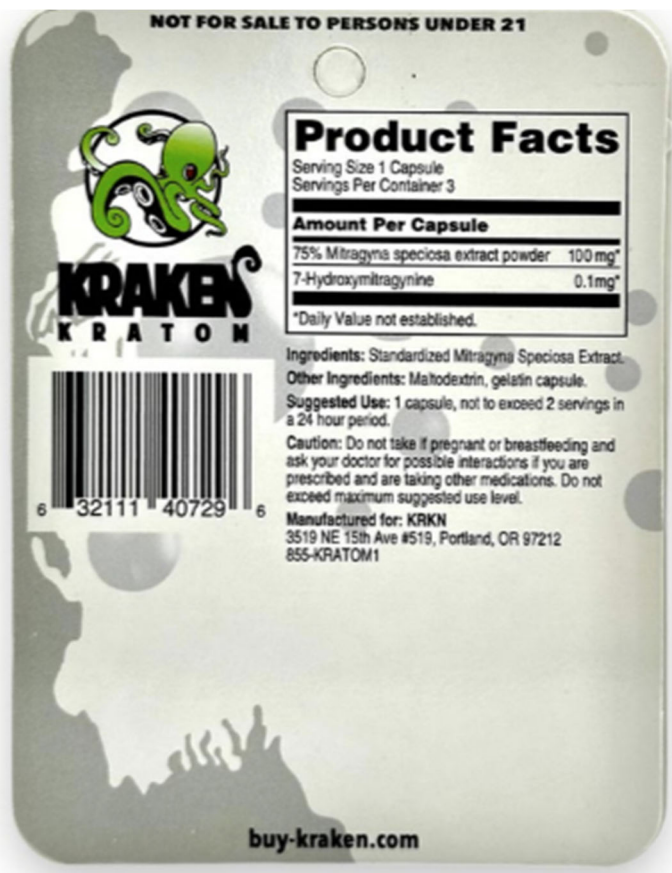 NOT FOR SALE TO PERSONS UNDER 21
KRAKEN
KRATOM
6 32111 40729 6
Product Facts
Serving Size 1 Capsule
Servings Per Container 3
Amount Per Capsule
75% Mitragyna speciosa extract powder 100 mg*
7-Hydroxymitragynine 0.1mg*
*Daily Value not established.
Ingredients: Standardized Mitragyna Speciosa Extract.
Other Ingredients: Maltodextrin, gelatin capsule.
Suggested Use: 1 capsule, not to exceed 2 servings in
a 24 hour period.
Caution: Do not take if pregnant or breastfeeding and
ask your doctor for possible interactions if you are
prescribed and are taking other medications. Do not
exceed maximum suggested use level.
Manufactured for: KRKN
3519 NE 15th Ave #519, Portland, OR 97212
855-KRATOM1
buy-kraken.com